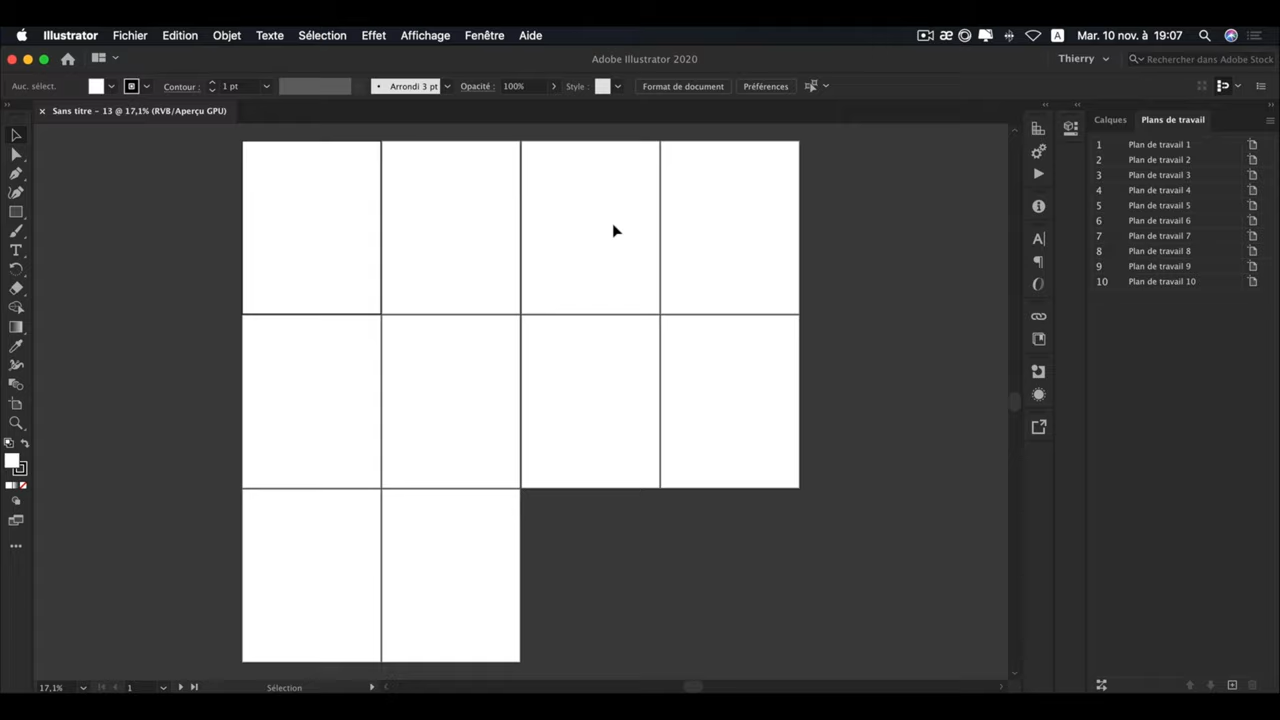 Illustrator Fichier Edition Objet Texte Sélection Effet Affichage Fenêtre Aide Mar. 10 nov. à 19:07
Adobe Illustrator 2020 Thierry Rechercher dans Adobe Stock
Auc. sélect. Contour : 1 pt Arrondi 3 pt Opacité : 100% Style : Format de document Préférences
Sans titre - 13 @ 17,1% (RVB/Aperçu GPU)
Calques Plans de travail
1 Plan de travail 1
2 Plan de travail 2
3 Plan de travail 3
4 Plan de travail 4
5 Plan de travail 5
6 Plan de travail 6
7 Plan de travail 7
8 Plan de travail 8
9 Plan de travail 9
10 Plan de travail 10
17,1% 1 Sélection